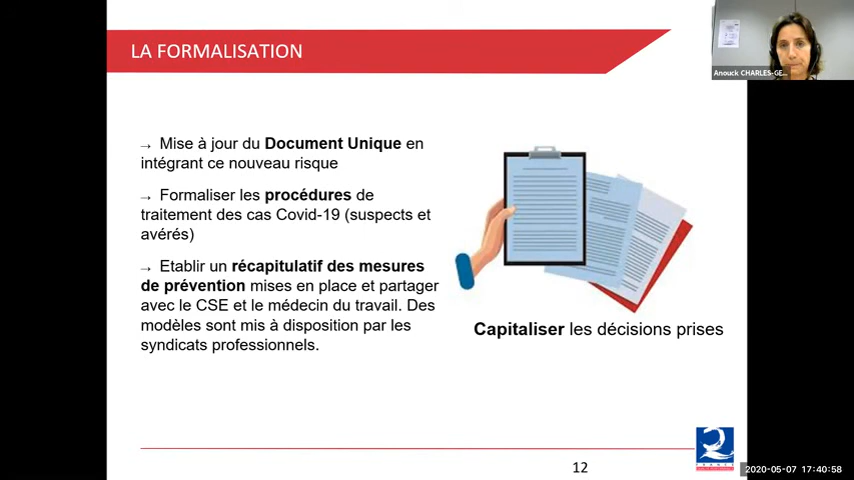 LA FORMALISATION
Anouck CHARLES-GE...
→ Mise à jour du Document Unique en
intégrant ce nouveau risque
→ Formaliser les procédures de
traitement des cas Covid-19 (suspects et
avérés)
→ Etablir un récapitulatif des mesures
de prévention mises en place et partager
avec le CSE et le médecin du travail. Des
modèles sont mis à disposition par les
syndicats professionnels.
Capitaliser les décisions prises
12
FRANCE
2020-05-07 17:40:58